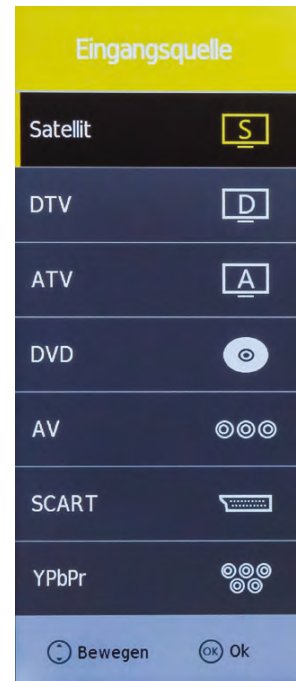 Eingangsquelle
Satellit S
DTV D
ATV A
DVD
AV
SCART
YPbPr
Bewegen OK Ok